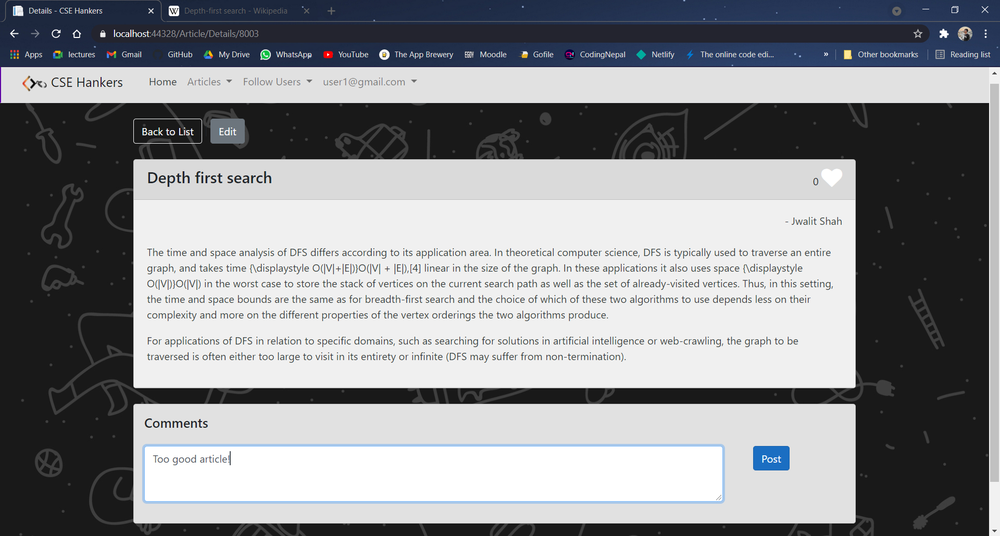 Details - CSE Hankers
W Depth-first search - Wikipedia
localhost:44328/Article/Details/8003
Apps lectures Gmail GitHub My Drive WhatsApp YouTube The App Brewery EGOV Moodle Gofile CN CodingNepal Netlify The online code edi... » Other bookmarks Reading list
CSE Hankers Home Articles Follow Users user1@gmail.com
Back to List Edit
Depth first search 0
- Jwalit Shah
The time and space analysis of DFS differs according to its application area. In theoretical computer science, DFS is typically used to traverse an entire
graph, and takes time {\displaystyle O(|V|+|E|)}O(|V| + |E|),[4] linear in the size of the graph. In these applications it also uses space {\displaystyle
O(|V|)}O(|V|) in the worst case to store the stack of vertices on the current search path as well as the set of already-visited vertices. Thus, in this setting,
the time and space bounds are the same as for breadth-first search and the choice of which of these two algorithms to use depends less on their
complexity and more on the different properties of the vertex orderings the two algorithms produce.
For applications of DFS in relation to specific domains, such as searching for solutions in artificial intelligence or web-crawling, the graph to be
traversed is often either too large to visit in its entirety or infinite (DFS may suffer from non-termination).
Comments
Too good article!
Post